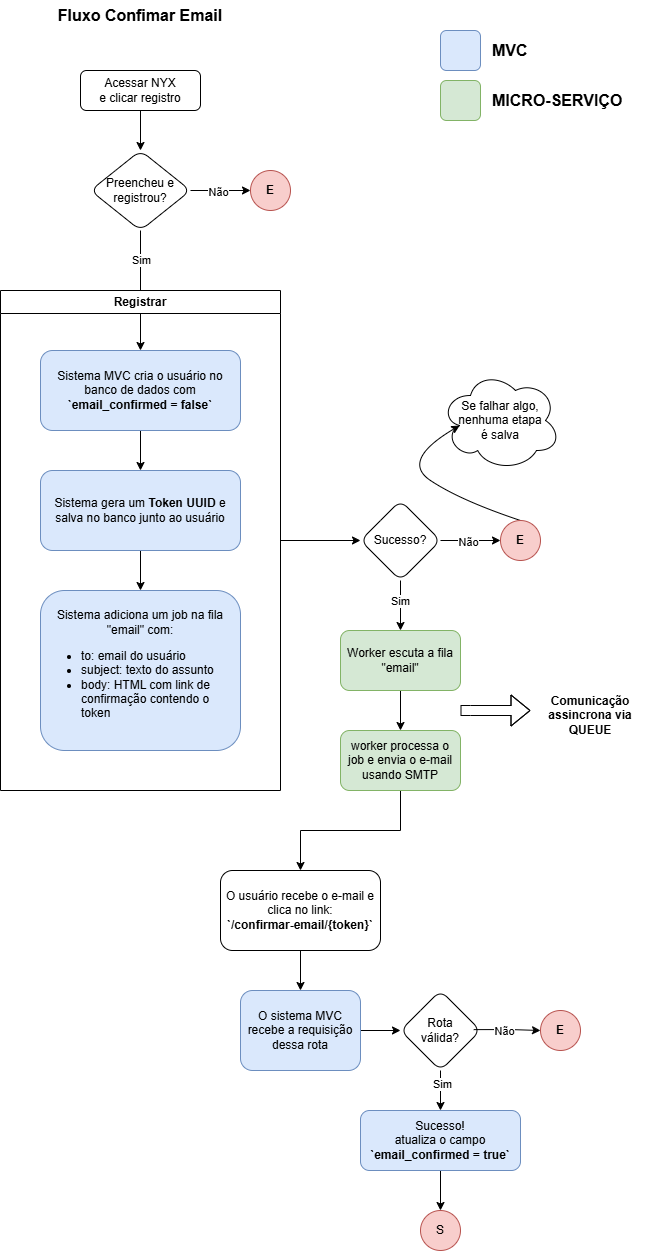 Fluxo Confimar Email
MVC
MICRO-SERVIÇO
Acessar NYX
e clicar registro
Preencheu e
registrou?
Não
E
Sim
Registrar
Sistema MVC cria o usuário no
banco de dados com
`email_confirmed = false`
Sistema gera um Token UUID e
salva no banco junto ao usuário
Sistema adiciona um job na fila
"email" com:
• to: email do usuário
• subject: texto do assunto
• body: HTML com link de
confirmação contendo o
token
Se falhar algo,
nenhuma etapa
é salva
Sucesso?
Não
E
Sim
Worker escuta a fila
"email"
Comunicação
assincrona via
QUEUE
worker processa o
job e envia o e-mail
usando SMTP
O usuário recebe o e-mail e
clica no link:
`/confirmar-email/{token}`
O sistema MVC
recebe a requisição
dessa rota
Rota
válida?
Não
E
Sim
Sucesso!
atualiza o campo
`email_confirmed = true`
S